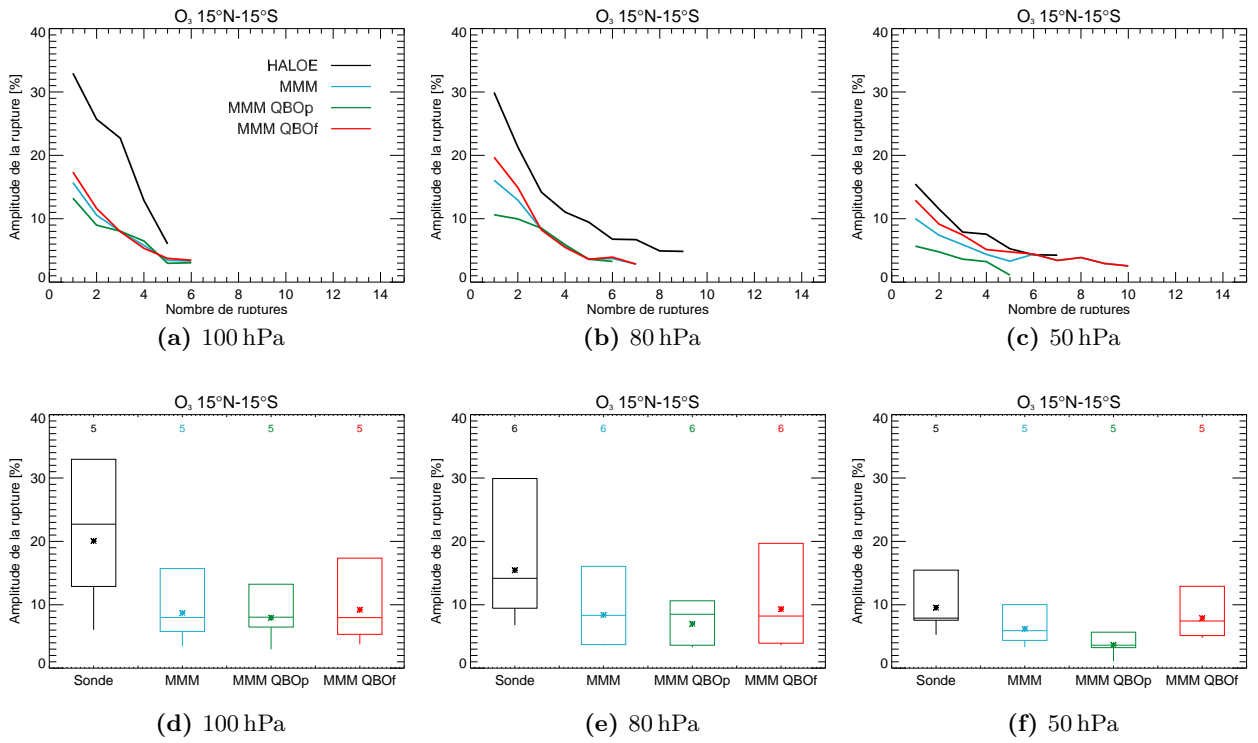 O₃ 15°N-15°S
O₃ 15°N-15°S
O₃ 15°N-15°S
Amplitude de la rupture [%]
40
30
20
10
0
HALOE
MMM
MMM QBOp
MMM QBOf
0 2 4 6 8 10 12 14
Nombre de ruptures
(a) 100 hPa
Amplitude de la rupture [%]
40
30
20
10
0
0 2 4 6 8 10 12 14
Nombre de ruptures
(b) 80 hPa
Amplitude de la rupture [%]
40
30
20
10
0
0 2 4 6 8 10 12 14
Nombre de ruptures
(c) 50 hPa
O₃ 15°N-15°S
O₃ 15°N-15°S
O₃ 15°N-15°S
Amplitude de la rupture [%]
40
30
20
10
0
5 5 5 5
Sonde MMM MMM QBOp MMM QBOf
(d) 100 hPa
Amplitude de la rupture [%]
40
30
20
10
0
6 6 6 6
Sonde MMM MMM QBOp MMM QBOf
(e) 80 hPa
Amplitude de la rupture [%]
40
30
20
10
0
5 5 5 5
Sonde MMM MMM QBOp MMM QBOf
(f) 50 hPa